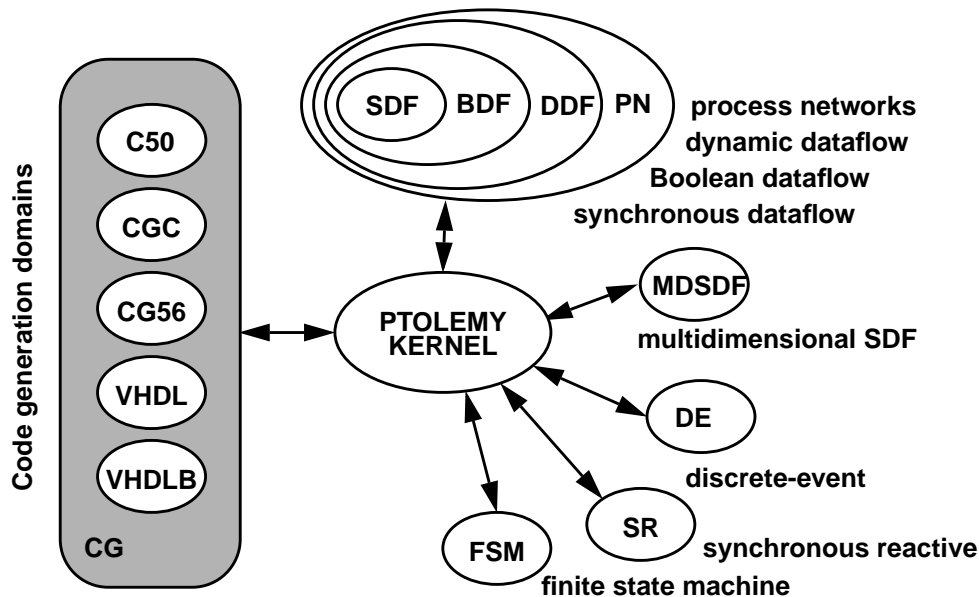 SDF BDF DDF PN
process networks
dynamic dataflow
Boolean dataflow
synchronous dataflow
Code generation domains
C50
CGC
CG56
VHDL
VHDLB
CG
PTOLEMY
KERNEL
MDSDF
multidimensional SDF
DE
discrete-event
SR
synchronous reactive
FSM
finite state machine